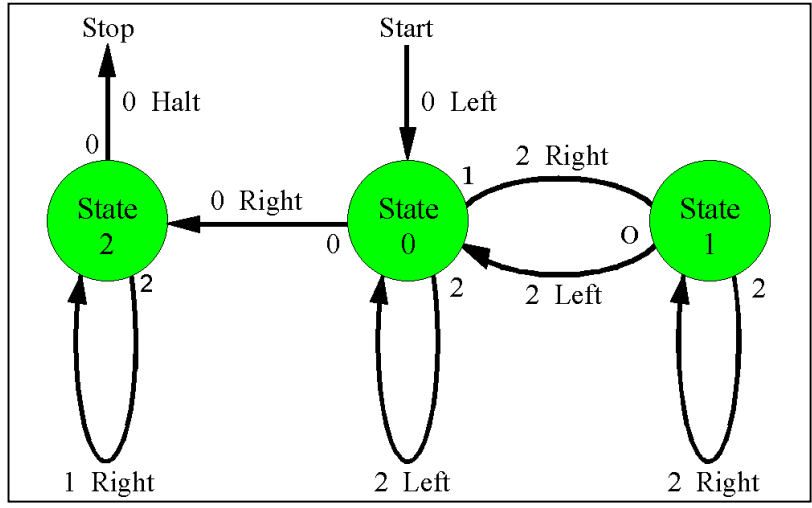 Stop
Start
0 Halt
0 Left
0
1
2 Right
State
2
0 Right
0
State
0
O
State
1
2 Left
2
2
2
1 Right
2 Left
2 Right